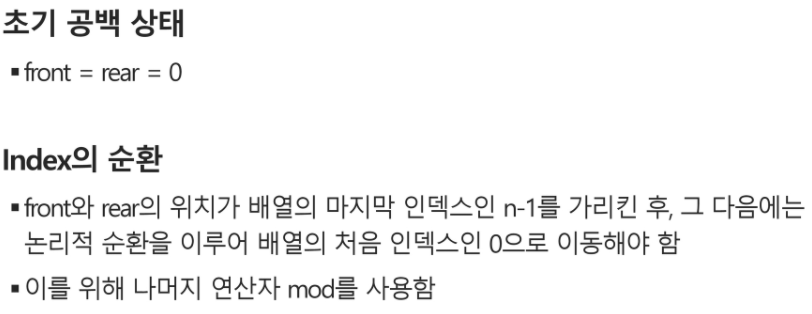 초기 공백 상태
▪ front = rear = 0
Index의 순환
▪ front와 rear의 위치가 배열의 마지막 인덱스인 n-1를 가리킨 후, 그 다음에는
논리적 순환을 이루어 배열의 처음 인덱스인 0으로 이동해야 함
▪ 이를 위해 나머지 연산자 mod를 사용함